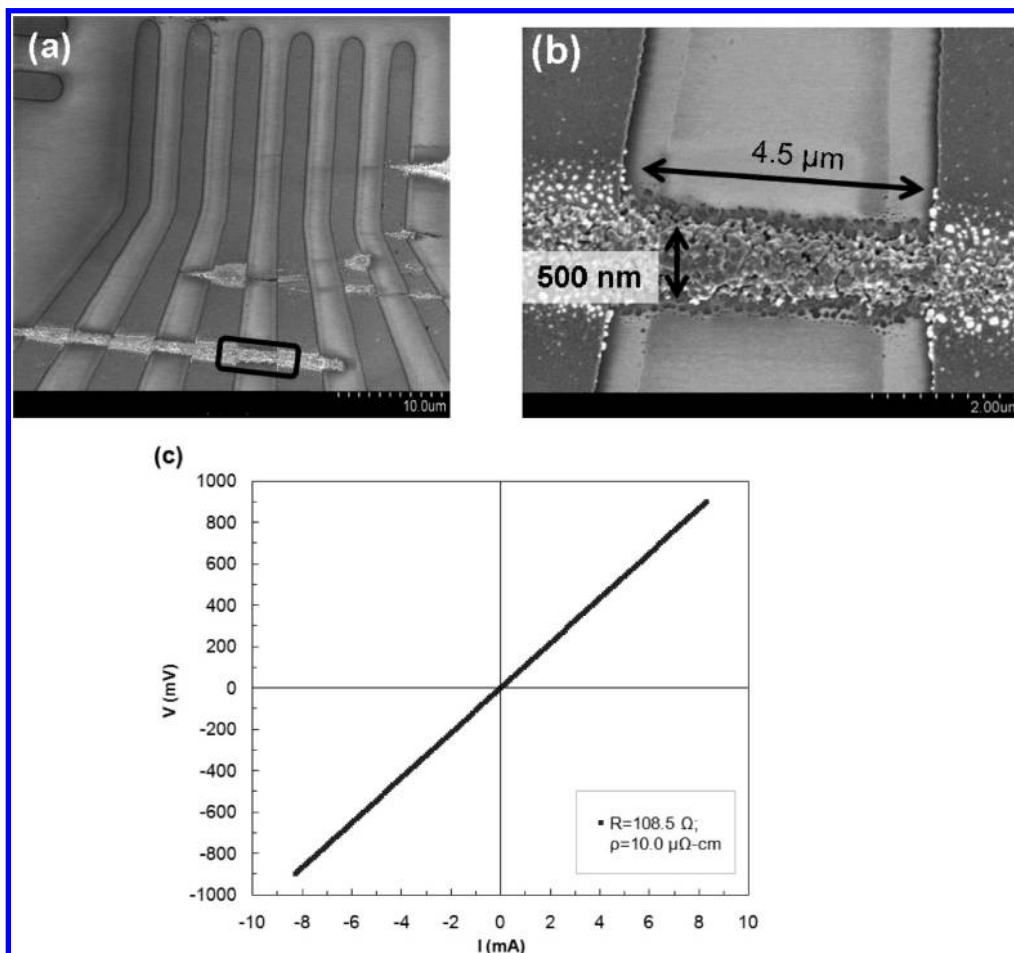 (a)
10.0um
(b)
4.5 µm
500 nm
2.00um
(c)
1000
800
600
400
200
0
-200
-400
-600
-800
-1000
V (mV)
-10 -8 -6 -4 -2 0 2 4 6 8 10
I (mA)
R=108.5 Ω;
ρ=10.0 µΩ-cm